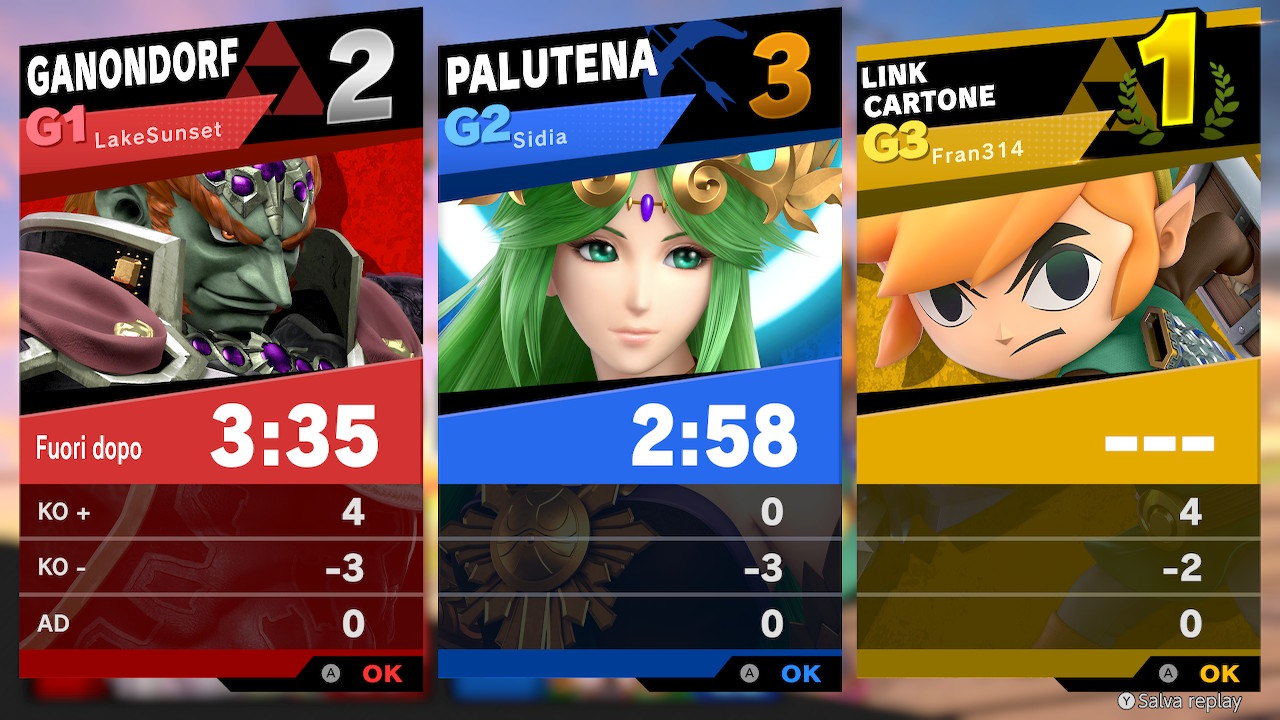 GANONDORF
2
G1 LakeSunset
Fuori dopo 3:35
KO + 4
KO - -3
AD 0
A OK
PALUTENA
3
G2 Sidia
2:58
0
-3
0
A OK
LINK
CARTONE
1
G3 Fran314
---
4
-2
0
A OK
Y Salva replay